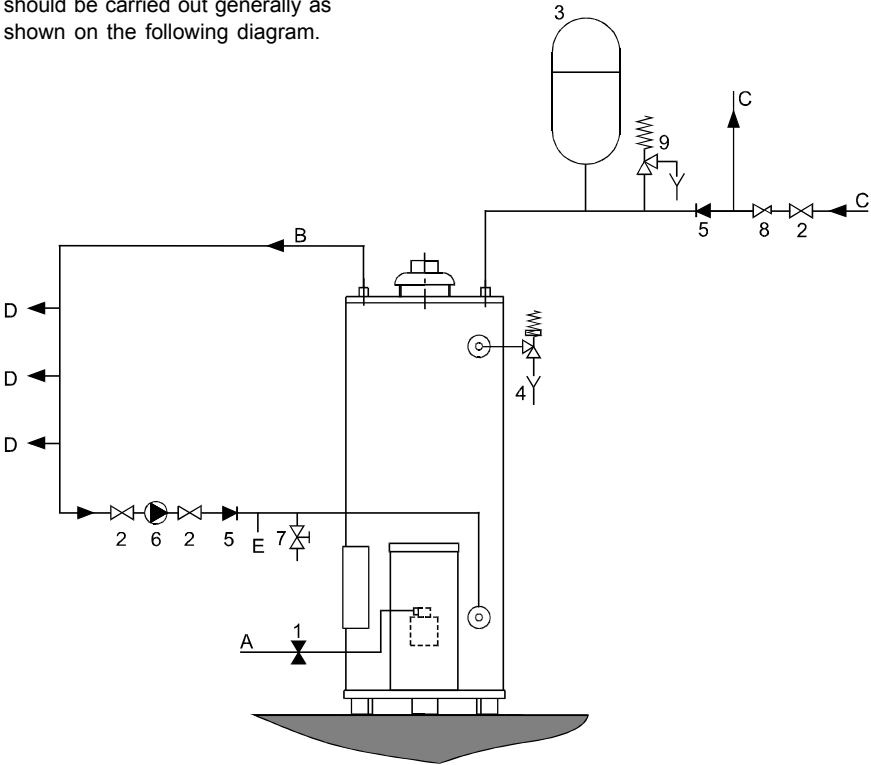 should be carried out generally as
shown on the following diagram.
3
C
9
C
5 8 2
B
D
4
D
D
2 6 2 5 E 7
1
A